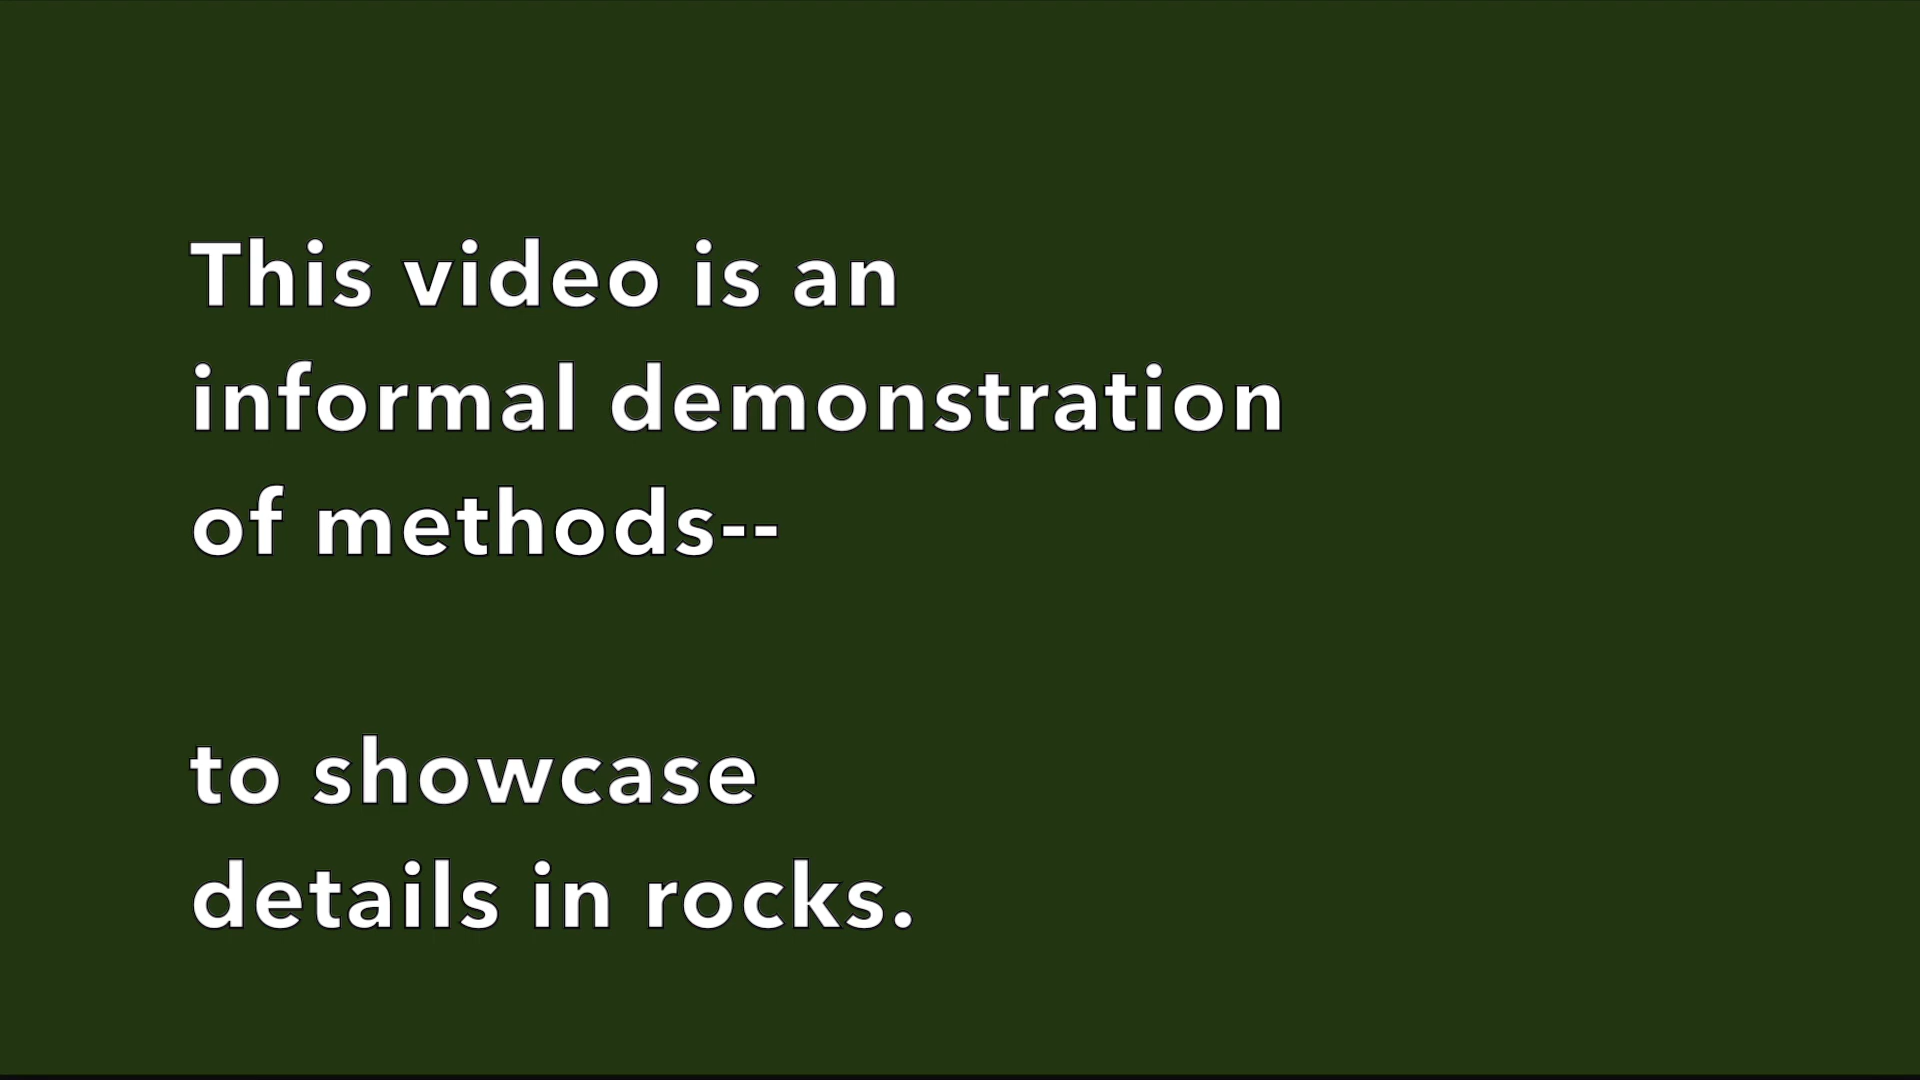 This video is an
informal demonstration
of methods--
to showcase
details in rocks.